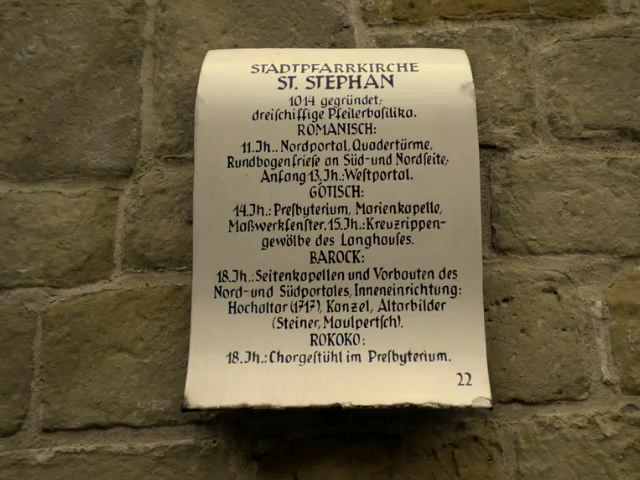 STADTPFARRKIRCHE
ST. STEPHAN
1014 gegründet;
dreiſchiffige Pfeilerbaſilika.
ROMANISCH:
11.Jh.. Nordportal, Quadertürme,
Rundbogenfrieſe an Süd-und Nordſeite;
Anfang 13.Jh.: Weſtportal.
GOTISCH:
14.Jh.: Preſbyterium, Marienkapelle,
Maßwerkfenſter. 15.Jh.: Kreuzrippen-
gewölbe des Langhauſes.
BAROCK:
18.Jh.: Seitenkapellen und Vorbauten des
Nord-und Südportales, Inneneinrichtung:
Hochaltar (1717), Kanzel, Altarbilder
(Steiner, Maulpertſch).
ROKOKO:
18.Jh.: Chorgeſtühl im Preſbyterium.
22